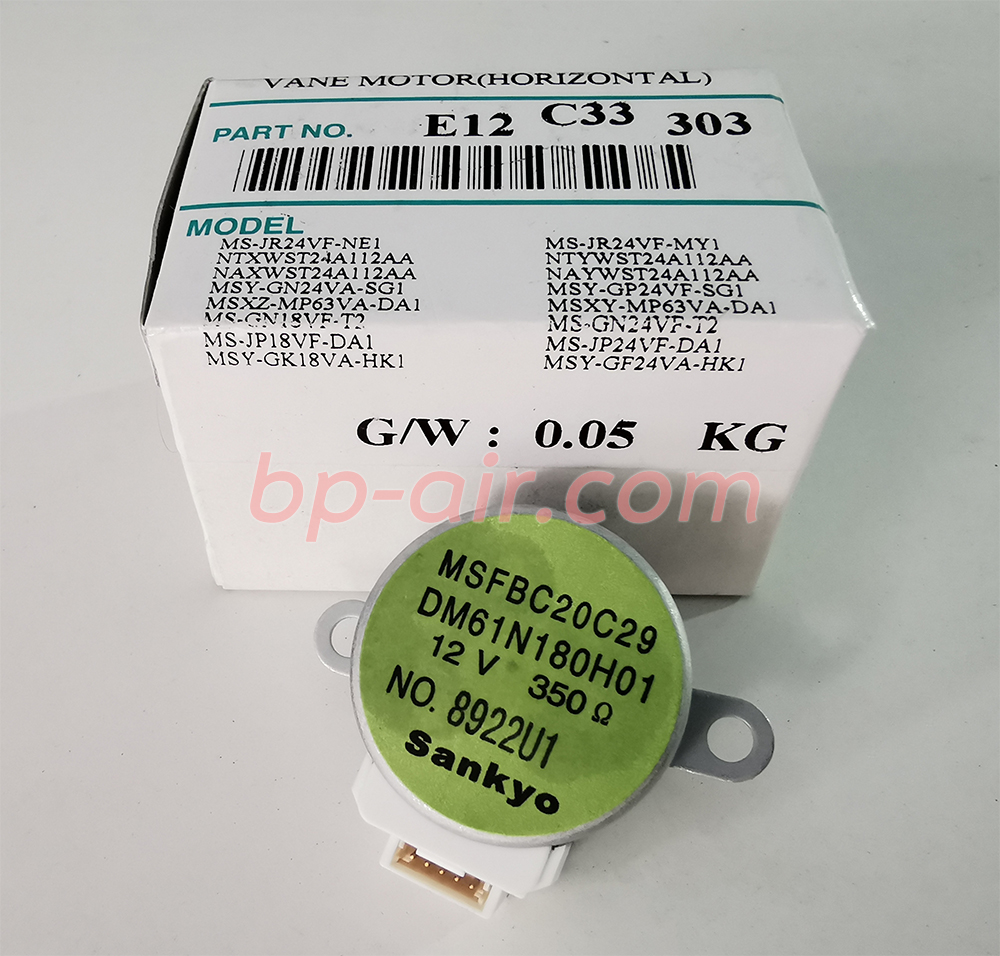 VANE MOTOR(HORIZONTAL)
PART NO. E12 C33 303
MODEL
MS-JR24VF-NE1 MS-JR24VF-MY1
NTXWST24A112AA NTYWST24A112AA
NAXWST24A112AA NAYWST24A112AA
MSY-GN24VA-SG1 MSY-GP24VF-SG1
MSXZ-MP63VA-DA1 MSXY-MP63VA-DA1
MS-GN18VF-T2 MS-GN24VF-T2
MS-JP18VF-DA1 MS-JP24VF-DA1
MSY-GK18VA-HK1 MSY-GF24VA-HK1
G/W : 0.05 KG
bp-air.com
MSFBC20C29
DM61N180H01
12 V 350 Ω
NO. 8922U1
Sankyo